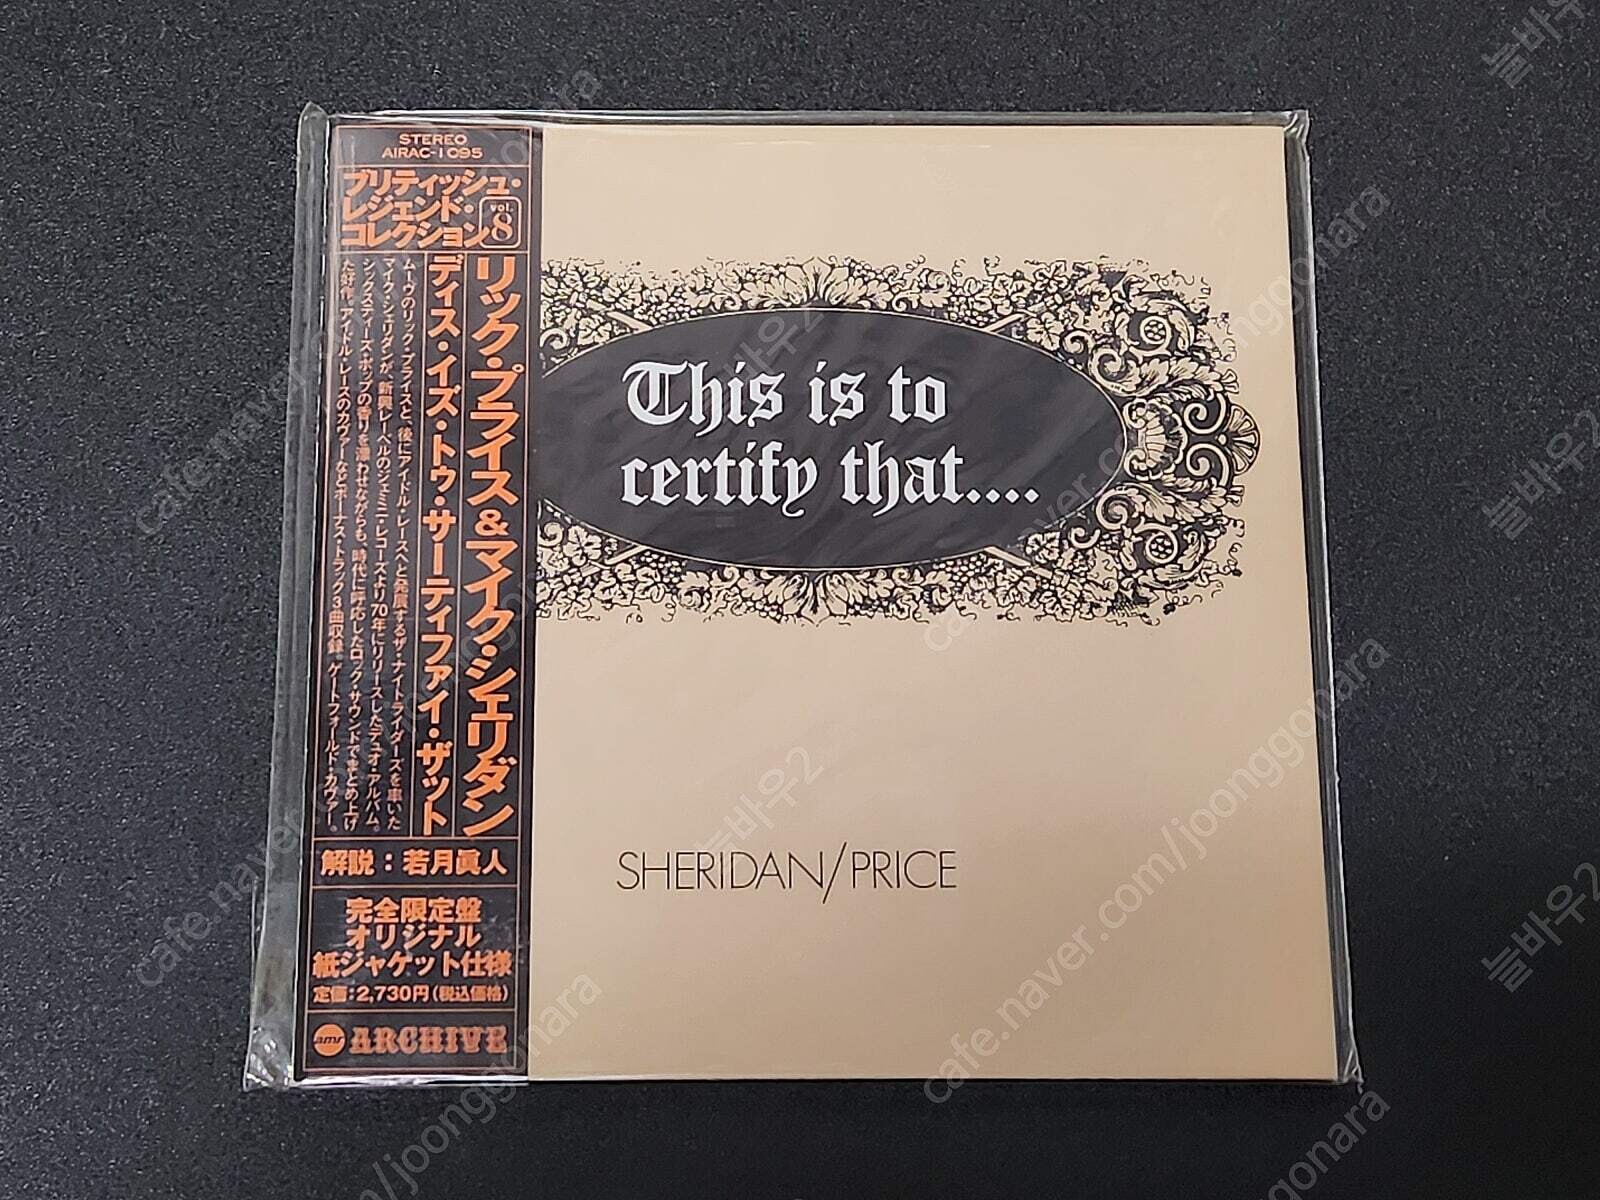 STEREO
AIRAC-1095
ブリティッシュ・
レジェンド・
コレクション vol.8
リック・プライス&マイク・シェリダン
ディス・イズ・トゥ・サーティファイ・ザット
ムーヴのリック・プライスと、後にアイドル・レースへと発展するザ・ナイトライダーズを率いた
マイク・シェリダンが、新興レーベルのジェミニ・レコーズより70年にリリースしたデュオ・アルバム。
シックスティーズ・ポップの香りを漂わせながらも、時代に呼応したロック・サウンドでまとめ上げ
た好作。アイドル・レースのカヴァーなどボーナス・トラック3曲収録。ゲートフォールド・カヴァー。
解説:若月眞人
完全限定盤
オリジナル
紙ジャケット仕様
定価:2,730円(税込価格)
amr ARCHIVE
This is to
certify that....
SHERIDAN/PRICE
늘바우2
cafe.naver.com/joonggonara